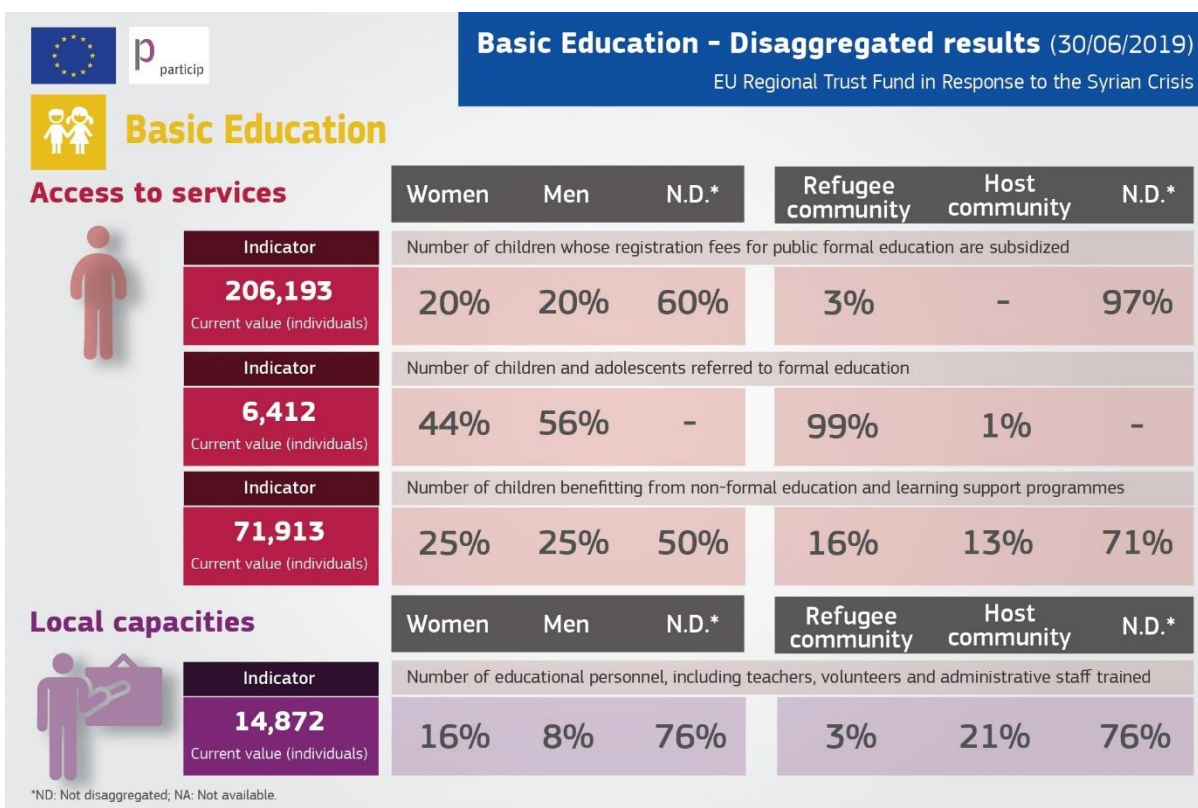 p
particip
Basic Education - Disaggregated results (30/06/2019)
EU Regional Trust Fund in Response to the Syrian Crisis
Basic Education
Access to services
Women Men N.D.* Refugee community Host community N.D.*
Indicator Number of children whose registration fees for public formal education are subsidized
206,193
Current value (individuals)
20% 20% 60% 3% - 97%
Indicator Number of children and adolescents referred to formal education
6,412
Current value (individuals)
44% 56% - 99% 1% -
Indicator Number of children benefitting from non-formal education and learning support programmes
71,913
Current value (individuals)
25% 25% 50% 16% 13% 71%
Local capacities
Women Men N.D.* Refugee community Host community N.D.*
Indicator Number of educational personnel, including teachers, volunteers and administrative staff trained
14,872
Current value (individuals)
16% 8% 76% 3% 21% 76%
*ND: Not disaggregated; NA: Not available.